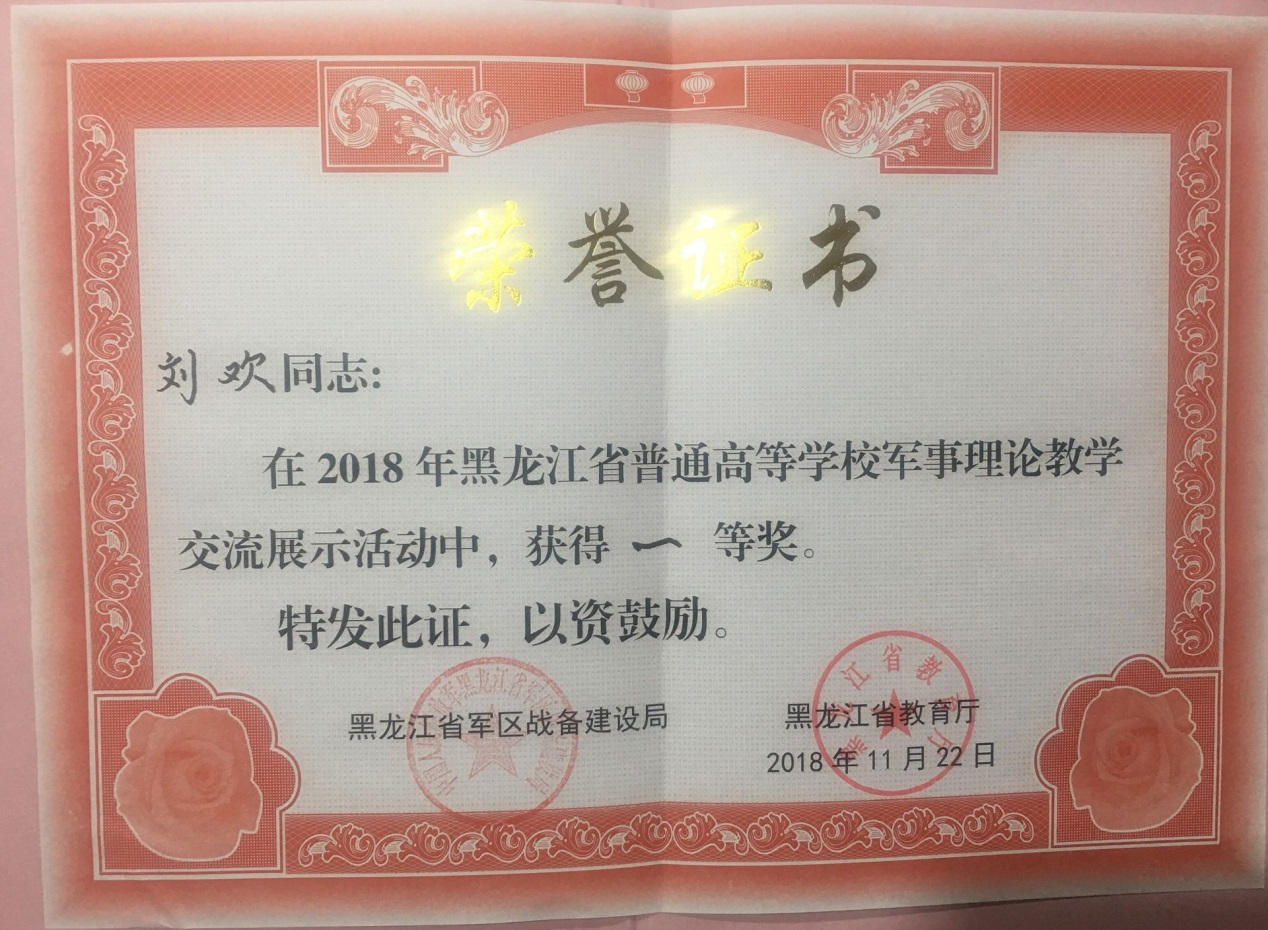 荣誉证书
刘欢同志:
在2018年黑龙江省普通高等学校军事理论教学
交流展示活动中，获得 一 等奖。
特发此证，以资鼓励。
黑龙江省军区战备建设局
黑龙江省教育厅
2018年11月22日